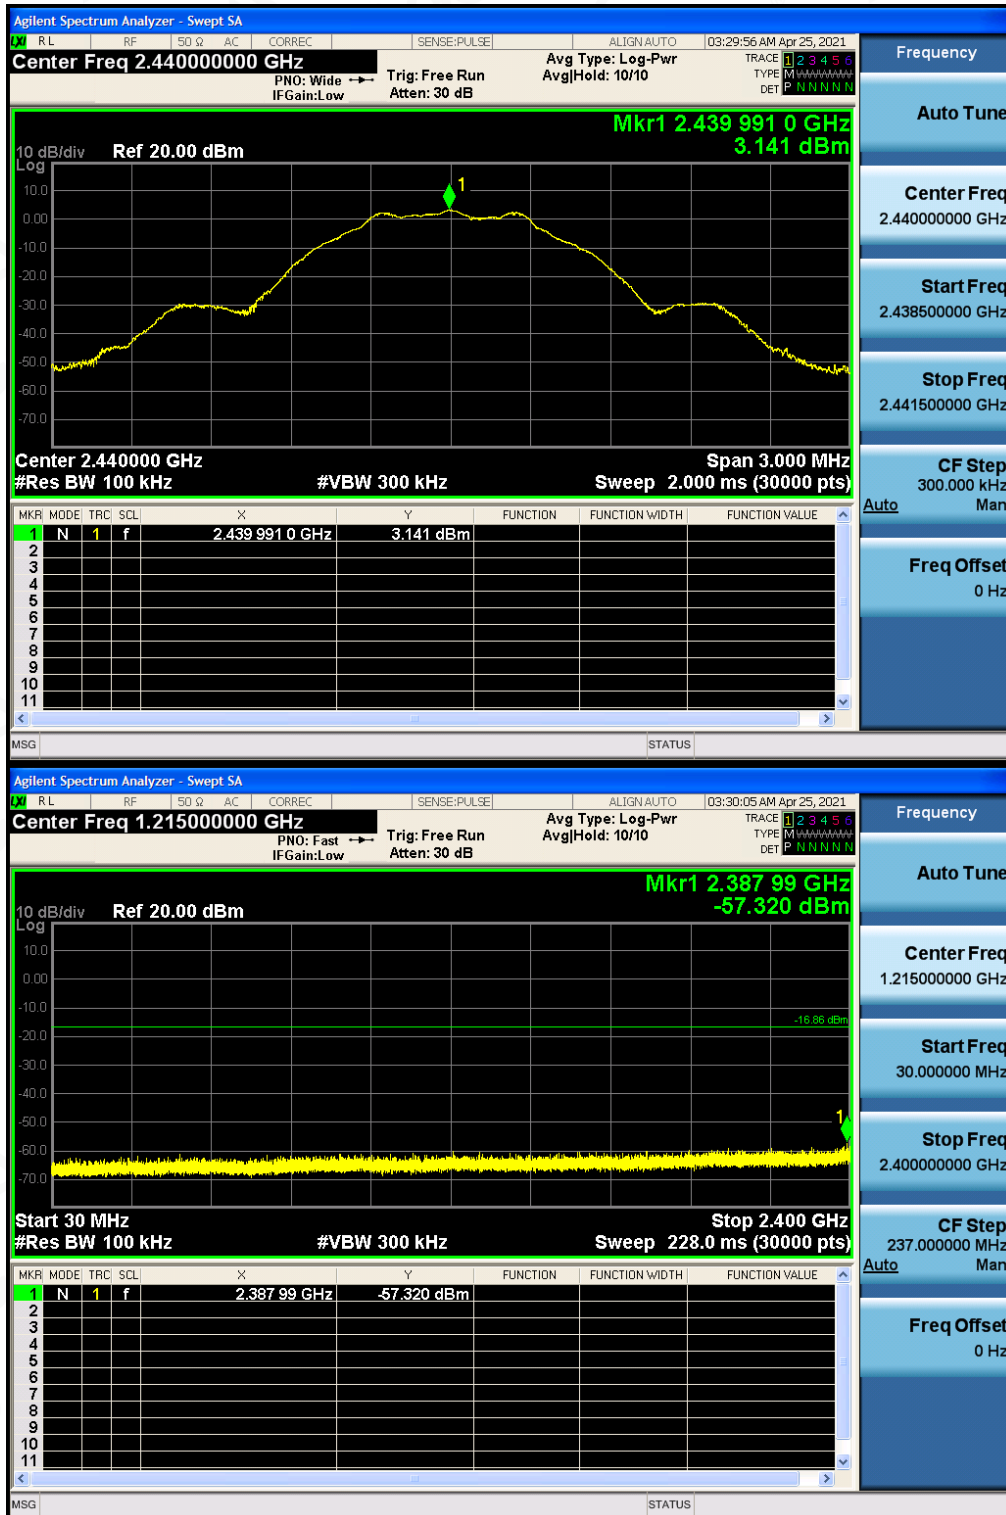 Agilent Spectrum Analyzer - Swept SA
LXI RL RF 50 Ω AC CORREC SENSE:PULSE ALIGN AUTO 03:29:56 AM Apr 25, 2021
Center Freq 2.440000000 GHz
PNO: Wide
IFGain:Low
Trig: Free Run
Atten: 30 dB
Avg Type: Log-Pwr
Avg|Hold: 10/10
TRACE 1 2 3 4 5 6
TYPE M WWWWW
DET P N N N N N
Mkr1 2.439 991 0 GHz
3.141 dBm
10 dB/div Ref 20.00 dBm
Log
1
10.0
0.00
-10.0
-20.0
-30.0
-40.0
-50.0
-60.0
-70.0
Center 2.440000 GHz Span 3.000 MHz
#Res BW 100 kHz #VBW 300 kHz Sweep 2.000 ms (30000 pts)
MKR MODE TRC SCL X Y FUNCTION FUNCTION WIDTH FUNCTION VALUE
1 N 1 f 2.439 991 0 GHz 3.141 dBm
2
3
4
5
6
7
8
9
10
11
MSG STATUS
Frequency
Auto Tune
Center Freq
2.440000000 GHz
Start Freq
2.438500000 GHz
Stop Freq
2.441500000 GHz
CF Step
300.000 kHz
Auto Man
Freq Offset
0 Hz
Agilent Spectrum Analyzer - Swept SA
LXI RL RF 50 Ω AC CORREC SENSE:PULSE ALIGN AUTO 03:30:05 AM Apr 25, 2021
Center Freq 1.215000000 GHz
PNO: Fast
IFGain:Low
Trig: Free Run
Atten: 30 dB
Avg Type: Log-Pwr
Avg|Hold: 10/10
TRACE 1 2 3 4 5 6
TYPE M WWWWW
DET P N N N N N
Mkr1 2.387 99 GHz
-57.320 dBm
10 dB/div Ref 20.00 dBm
Log
10.0
0.00
-10.0
-16.86 dBm
-20.0
-30.0
-40.0
-50.0
1
-60.0
-70.0
Start 30 MHz Stop 2.400 GHz
#Res BW 100 kHz #VBW 300 kHz Sweep 228.0 ms (30000 pts)
MKR MODE TRC SCL X Y FUNCTION FUNCTION WIDTH FUNCTION VALUE
1 N 1 f 2.387 99 GHz -57.320 dBm
2
3
4
5
6
7
8
9
10
11
MSG STATUS
Frequency
Auto Tune
Center Freq
1.215000000 GHz
Start Freq
30.000000 MHz
Stop Freq
2.400000000 GHz
CF Step
237.000000 MHz
Auto Man
Freq Offset
0 Hz